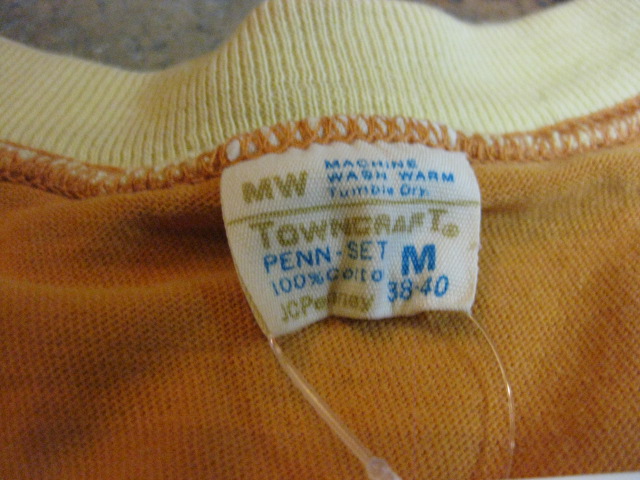 MW MACHINE
WASH WARM
Tumble Dry.
TOWNCRAFT®
PENN-SET M
100% Cotto 38-40
JCPenney